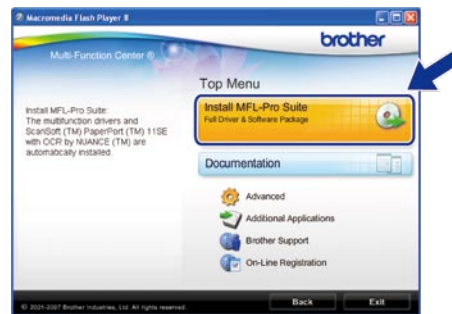 Macromedia Flash Player 8
brother
Multi-Function Center ®
Top Menu
Install MFL-Pro Suite:
The multifunction drivers and
ScanSoft (TM) PaperPort (TM) 11SE
with OCR by NUANCE (TM) are
automatically installed.
Install MFL-Pro Suite
Full Driver & Software Package
Documentation
Advanced
Additional Applications
Brother Support
On-Line Registration
© 2001-2007 Brother Industries, Ltd. All rights reserved.
Back
Exit